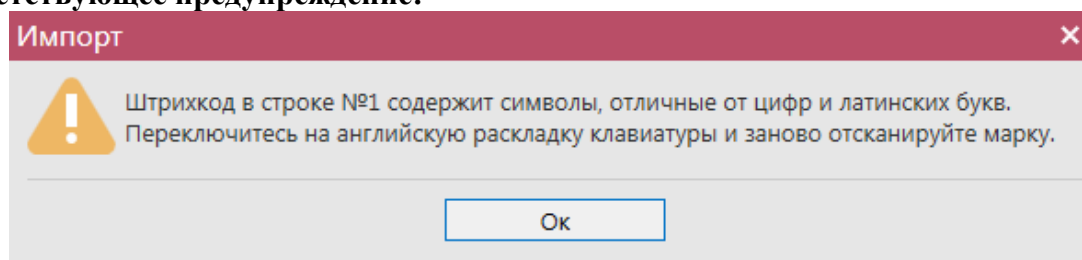 предупреждение:
Импорт
Штрихкод в строке №1 содержит символы, отличные от цифр и латинских букв.
Переключитесь на английскую раскладку клавиатуры и заново отсканируйте марку.
Ок